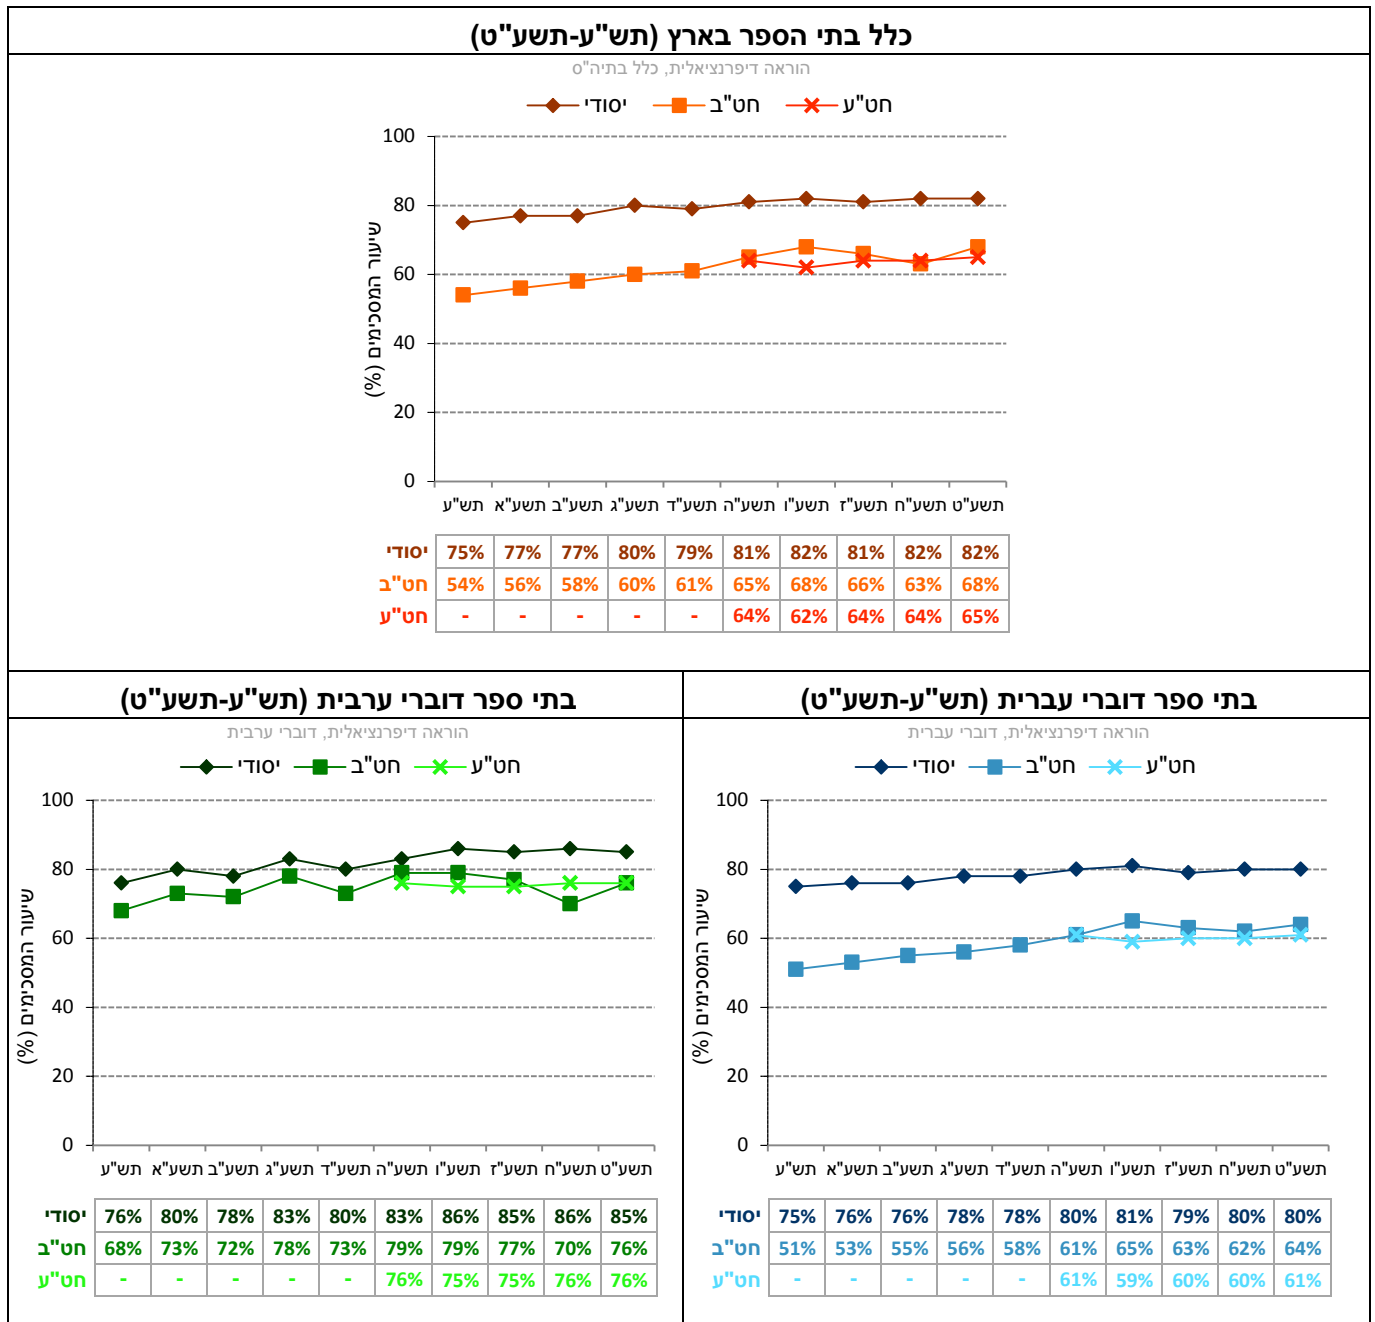 כלל בתי הספר בארץ (תש"ע-תשע"ט)
הוראה דיפרנציאלית, כלל בתיה"ס
יסודי חט"ב חט"ע
שיעור המסכימים (%)
100
80
60
40
20
0
תש"ע תשע"א תשע"ב תשע"ג תשע"ד תשע"ה תשע"ו תשע"ז תשע"ח תשע"ט
יסודי 75% 77% 77% 80% 79% 81% 82% 81% 82% 82%
חט"ב 54% 56% 58% 60% 61% 65% 68% 66% 63% 68%
חט"ע - - - - - 64% 62% 64% 64% 65%
בתי ספר דוברי עברית (תש"ע-תשע"ט)
הוראה דיפרנציאלית, דוברי עברית
יסודי חט"ב חט"ע
שיעור המסכימים (%)
100
80
60
40
20
0
תש"ע תשע"א תשע"ב תשע"ג תשע"ד תשע"ה תשע"ו תשע"ז תשע"ח תשע"ט
יסודי 75% 76% 76% 78% 78% 80% 81% 79% 80% 80%
חט"ב 51% 53% 55% 56% 58% 61% 65% 63% 62% 64%
חט"ע - - - - - 61% 59% 60% 60% 61%
בתי ספר דוברי ערבית (תש"ע-תשע"ט)
הוראה דיפרנציאלית, דוברי ערבית
יסודי חט"ב חט"ע
שיעור המסכימים (%)
100
80
60
40
20
0
תש"ע תשע"א תשע"ב תשע"ג תשע"ד תשע"ה תשע"ו תשע"ז תשע"ח תשע"ט
יסודי 76% 80% 78% 83% 80% 83% 86% 85% 86% 85%
חט"ב 68% 73% 72% 78% 73% 79% 79% 77% 70% 76%
חט"ע - - - - - 76% 75% 75% 76% 76%